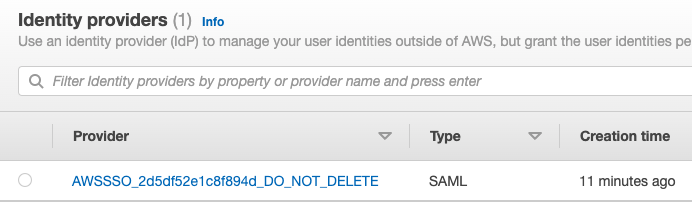 Identity providers (1) Info
Use an identity provider (IdP) to manage your user identities outside of AWS, but grant the user identities pe
Filter Identity providers by property or provider name and press enter
Provider Type Creation time
AWSSSO_2d5df52e1c8f894d_DO_NOT_DELETE SAML 11 minutes ago